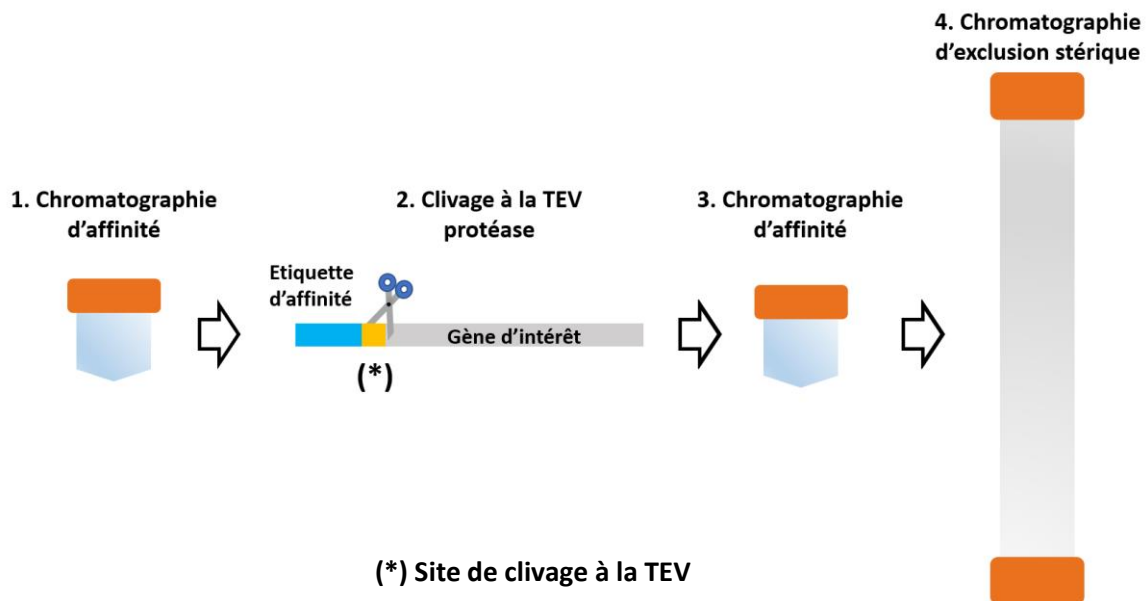 4. Chromatographie
d'exclusion stérique
1. Chromatographie
d'affinité
2. Clivage à la TEV
protéase
3. Chromatographie
d'affinité
Etiquette
d'affinité
Gène d'intérêt
(*)
(*) Site de clivage à la TEV